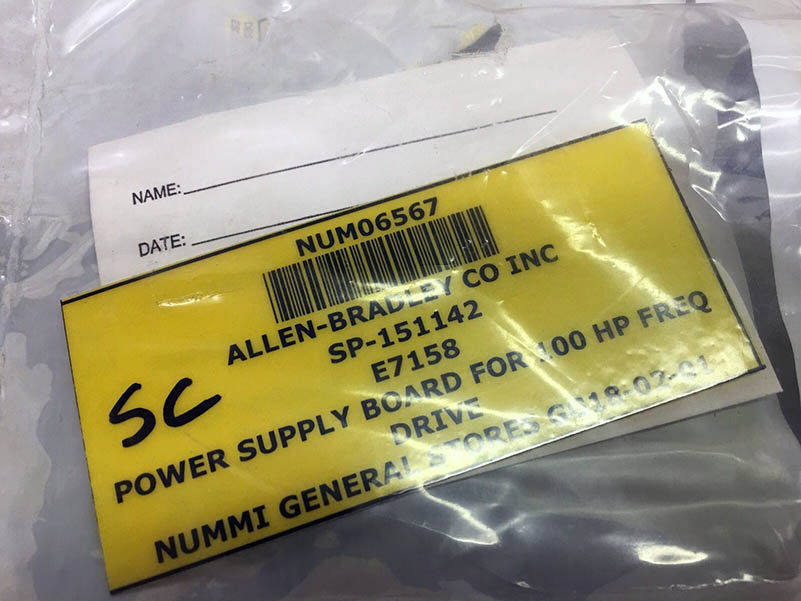 NAME:
DATE:
NUM06567
ALLEN-BRADLEY CO INC
SP-151142
E7158
SC
POWER SUPPLY BOARD FOR 100 HP FREQ
DRIVE
NUMMI GENERAL STORES